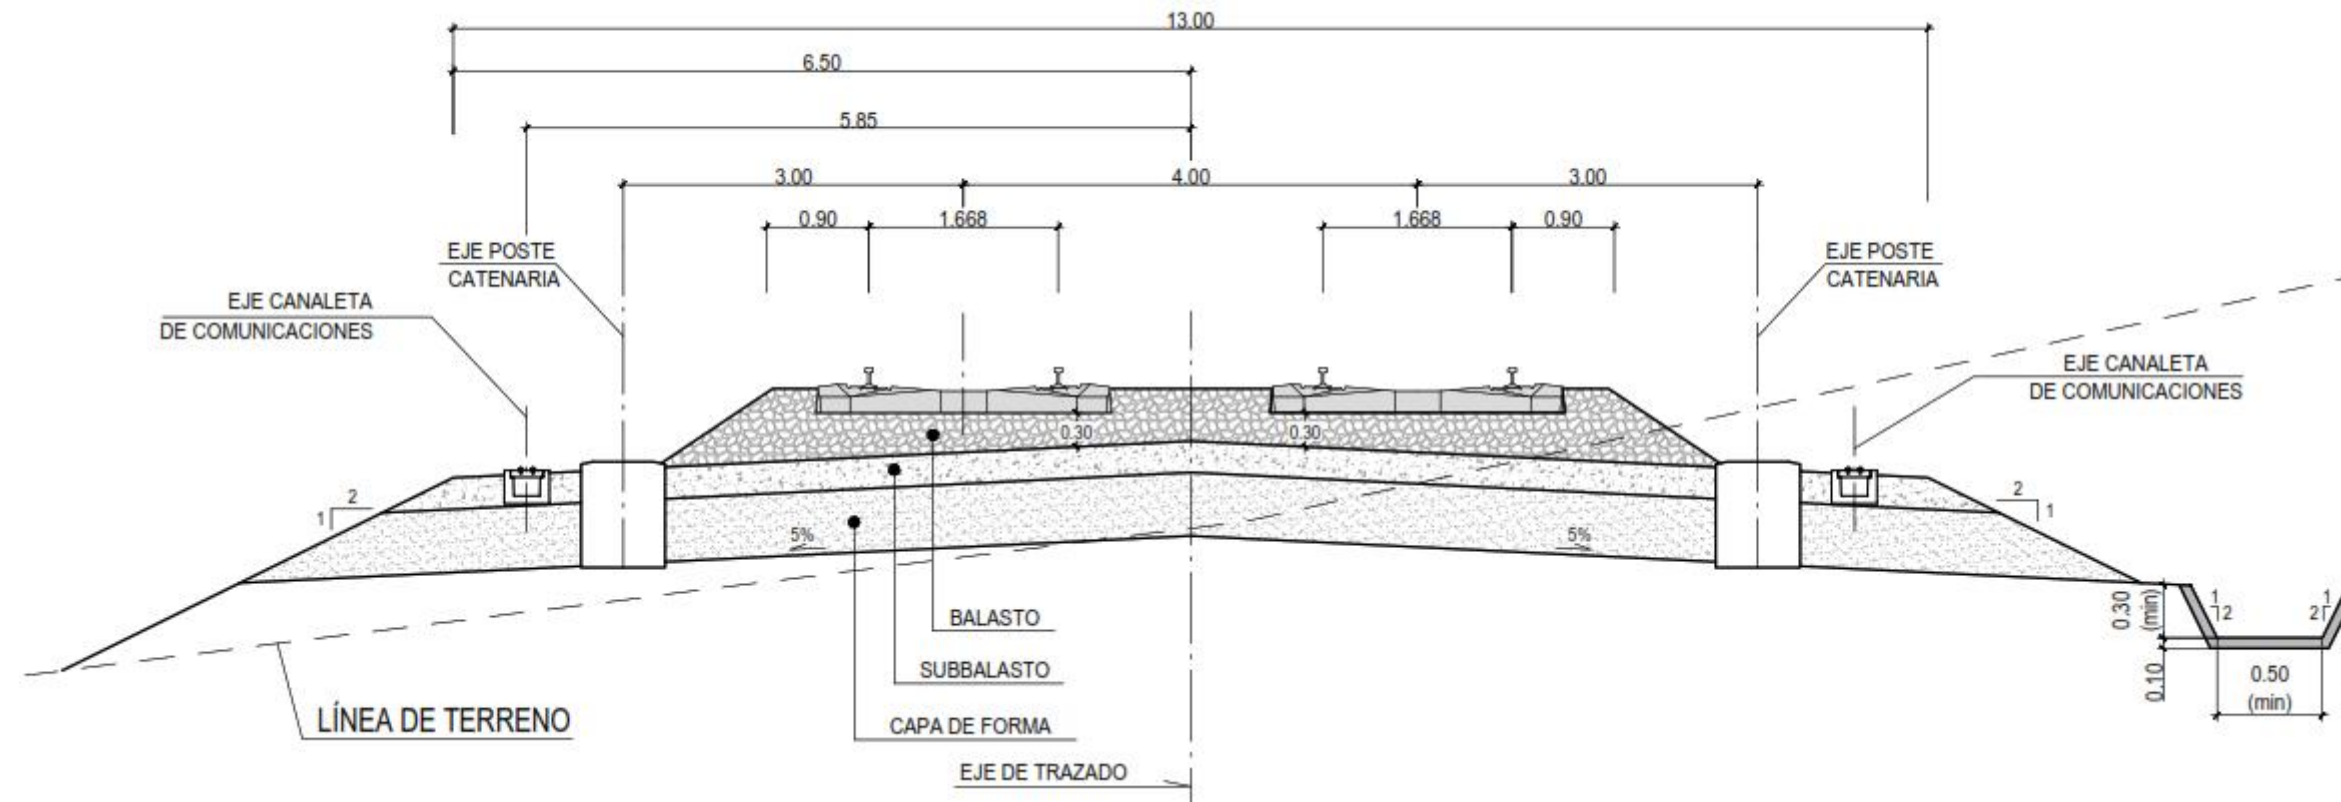 13.00
6.50
5.85
3.00
4.00
3.00
0.90
1.668
1.668
0.90
EJE POSTE
CATENARIA
EJE POSTE
CATENARIA
EJE CANALETA
DE COMUNICACIONES
EJE CANALETA
DE COMUNICACIONES
0.30
0.30
2
1
2
1
5%
5%
0.30
(min)
1
2
1
2
0.10
0.50
(min)
BALASTO
SUBBALASTO
CAPA DE FORMA
LÍNEA DE TERRENO
EJE DE TRAZADO